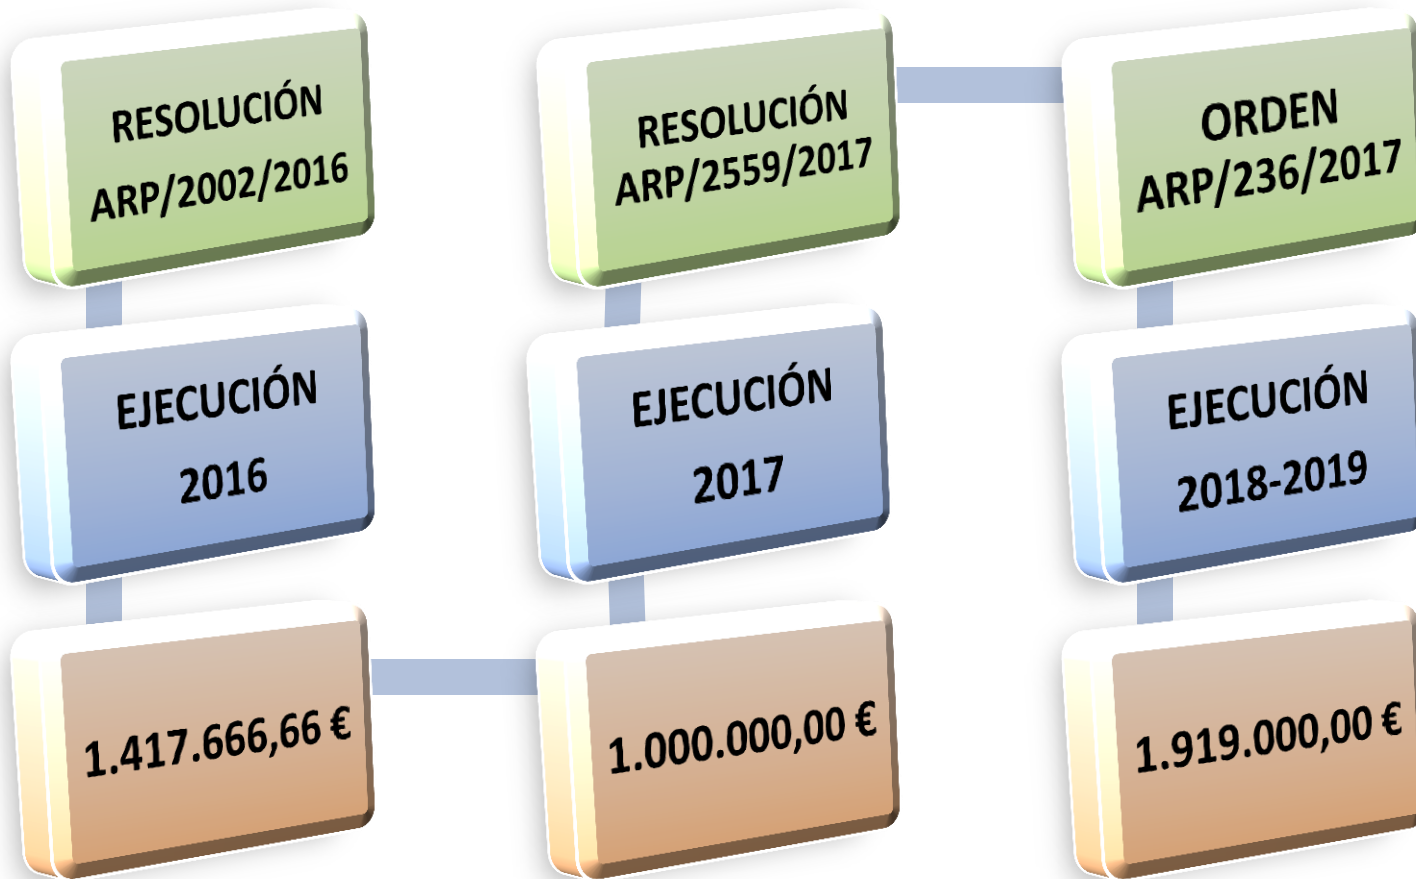 RESOLUCIÓN
ARP/2002/2016
EJECUCIÓN
2016
1.417.666,66 €
RESOLUCIÓN
ARP/2559/2017
EJECUCIÓN
2017
1.000.000,00 €
ORDEN
ARP/236/2017
EJECUCIÓN
2018-2019
1.919.000,00 €